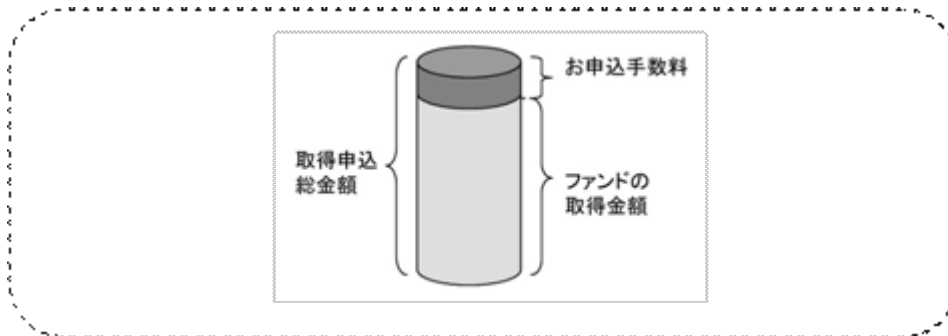 お申込手数料
取得申込
総金額
ファンドの
取得金額